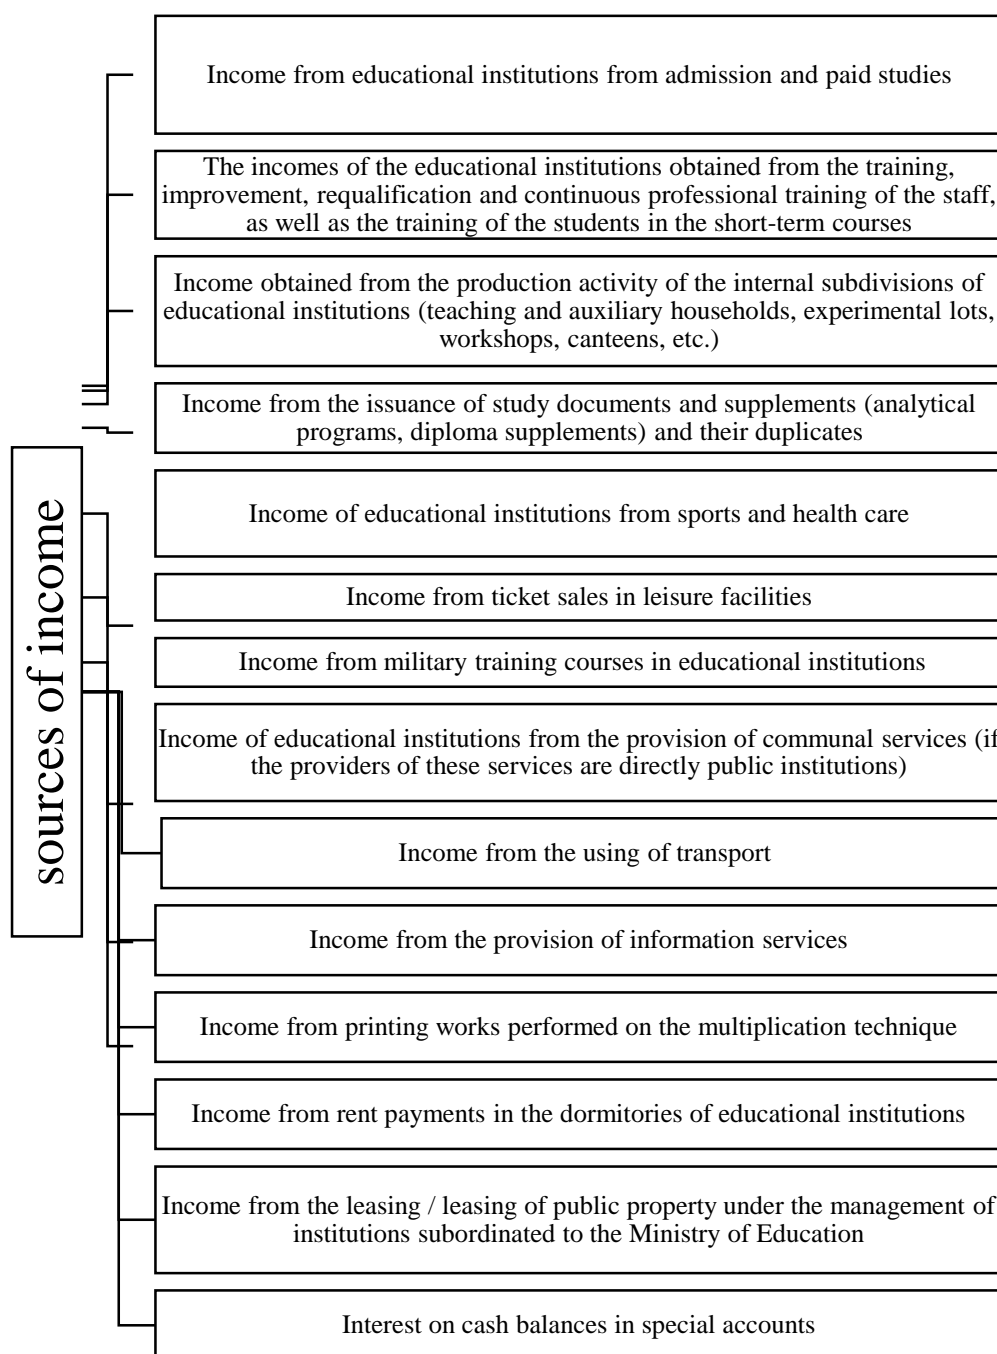 sources of income
Income from educational institutions from admission and paid studies
The incomes of the educational institutions obtained from the training,
improvement, requalification and continuous professional training of the staff,
as well as the training of the students in the short-term courses
Income obtained from the production activity of the internal subdivisions of
educational institutions (teaching and auxiliary households, experimental lots,
workshops, canteens, etc.)
Income from the issuance of study documents and supplements (analytical
programs, diploma supplements) and their duplicates
Income of educational institutions from sports and health care
Income from ticket sales in leisure facilities
Income from military training courses in educational institutions
Income of educational institutions from the provision of communal services (if
the providers of these services are directly public institutions)
Income from the using of transport
Income from the provision of information services
Income from printing works performed on the multiplication technique
Income from rent payments in the dormitories of educational institutions
Income from the leasing / leasing of public property under the management of
institutions subordinated to the Ministry of Education
Interest on cash balances in special accounts